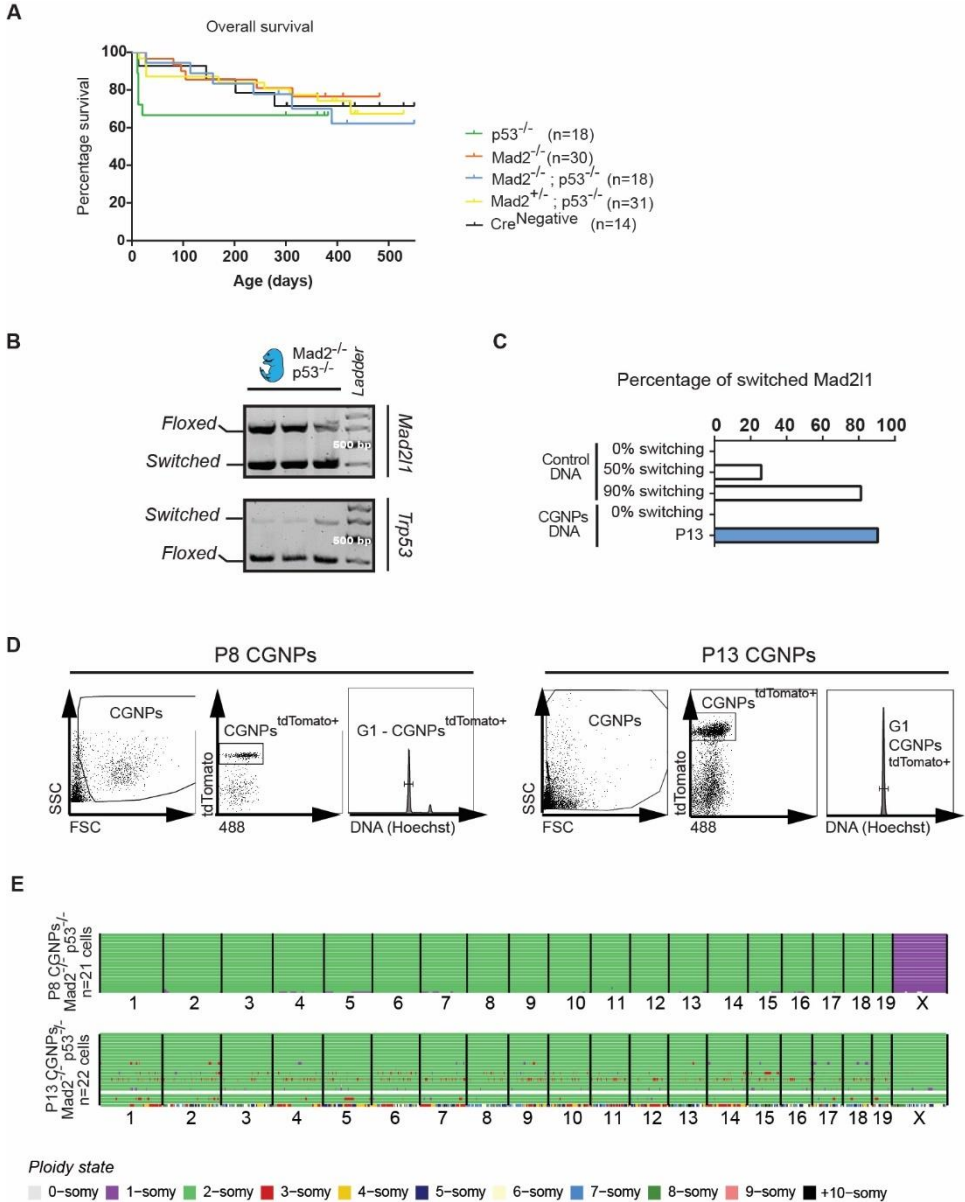 A
Overall survival
100
80
60
40
20
0
Percentage survival
0 100 200 300 400 500
Age (days)
p53-/- (n=18)
Mad2-/- (n=30)
Mad2-/- ; p53-/- (n=18)
Mad2+/- ; p53-/- (n=31)
CreNegative (n=14)
B
Mad2-/-
p53-/-
Ladder
Floxed
Switched
500 bp
Mad2l1
Switched
Floxed
500 bp
Trp53
C
Percentage of switched Mad2l1
0 20 40 60 80 100
Control
DNA
0% switching
50% switching
90% switching
CGNPs
DNA
0% switching
P13
D
P8 CGNPs
CGNPs
SSC
FSC
CGNPs tdTomato+
tdTomato
488
G1 - CGNPs tdTomato+
DNA (Hoechst)
P13 CGNPs
CGNPs
SSC
FSC
CGNPs tdTomato+
tdTomato
488
G1
CGNPs
tdTomato+
DNA (Hoechst)
E
P8 CGNPs
Mad2-/- p53-/-
n=21 cells
1 2 3 4 5 6 7 8 9 10 11 12 13 14 15 16 17 18 19 X
P13 CGNPs
Mad2-/- p53-/-
n=22 cells
1 2 3 4 5 6 7 8 9 10 11 12 13 14 15 16 17 18 19 X
Ploidy state
0-somy 1-somy 2-somy 3-somy 4-somy 5-somy 6-somy 7-somy 8-somy 9-somy +10-somy